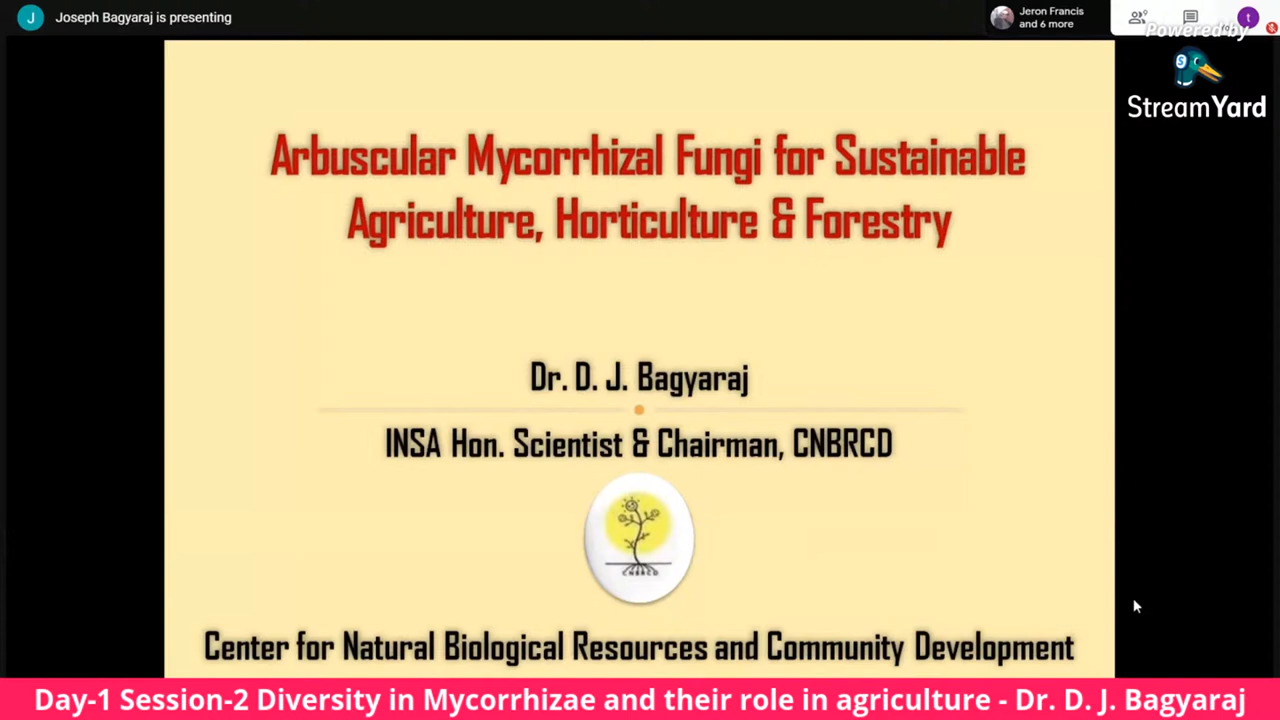 J
Joseph Bagyaraj is presenting
Jeron Francis
and 6 more
9
t
Powered by
S
StreamYard
Arbuscular Mycorrhizal Fungi for Sustainable
Agriculture, Horticulture & Forestry
Dr. D. J. Bagyaraj
INSA Hon. Scientist & Chairman, CNBRCD
CNBRCD
Center for Natural Biological Resources and Community Development
Day-1 Session-2 Diversity in Mycorrhizae and their role in agriculture - Dr. D. J. Bagyaraj